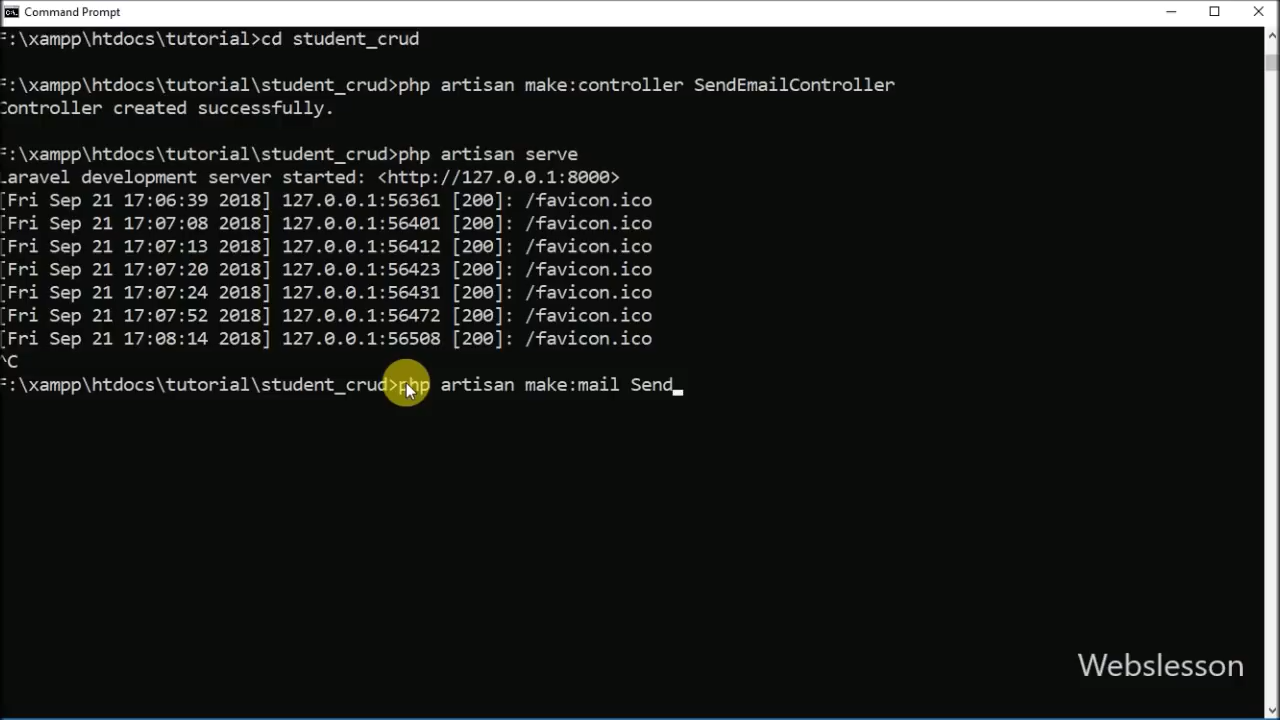 Command Prompt
F:\xampp\htdocs\tutorial>cd student_crud
F:\xampp\htdocs\tutorial\student_crud>php artisan make:controller SendEmailController
Controller created successfully.
F:\xampp\htdocs\tutorial\student_crud>php artisan serve
Laravel development server started: <http://127.0.0.1:8000>
[Fri Sep 21 17:06:39 2018] 127.0.0.1:56361 [200]: /favicon.ico
[Fri Sep 21 17:07:08 2018] 127.0.0.1:56401 [200]: /favicon.ico
[Fri Sep 21 17:07:13 2018] 127.0.0.1:56412 [200]: /favicon.ico
[Fri Sep 21 17:07:20 2018] 127.0.0.1:56423 [200]: /favicon.ico
[Fri Sep 21 17:07:24 2018] 127.0.0.1:56431 [200]: /favicon.ico
[Fri Sep 21 17:07:52 2018] 127.0.0.1:56472 [200]: /favicon.ico
[Fri Sep 21 17:08:14 2018] 127.0.0.1:56508 [200]: /favicon.ico
^C
F:\xampp\htdocs\tutorial\student_crud>php artisan make:mail Send_
Webslesson